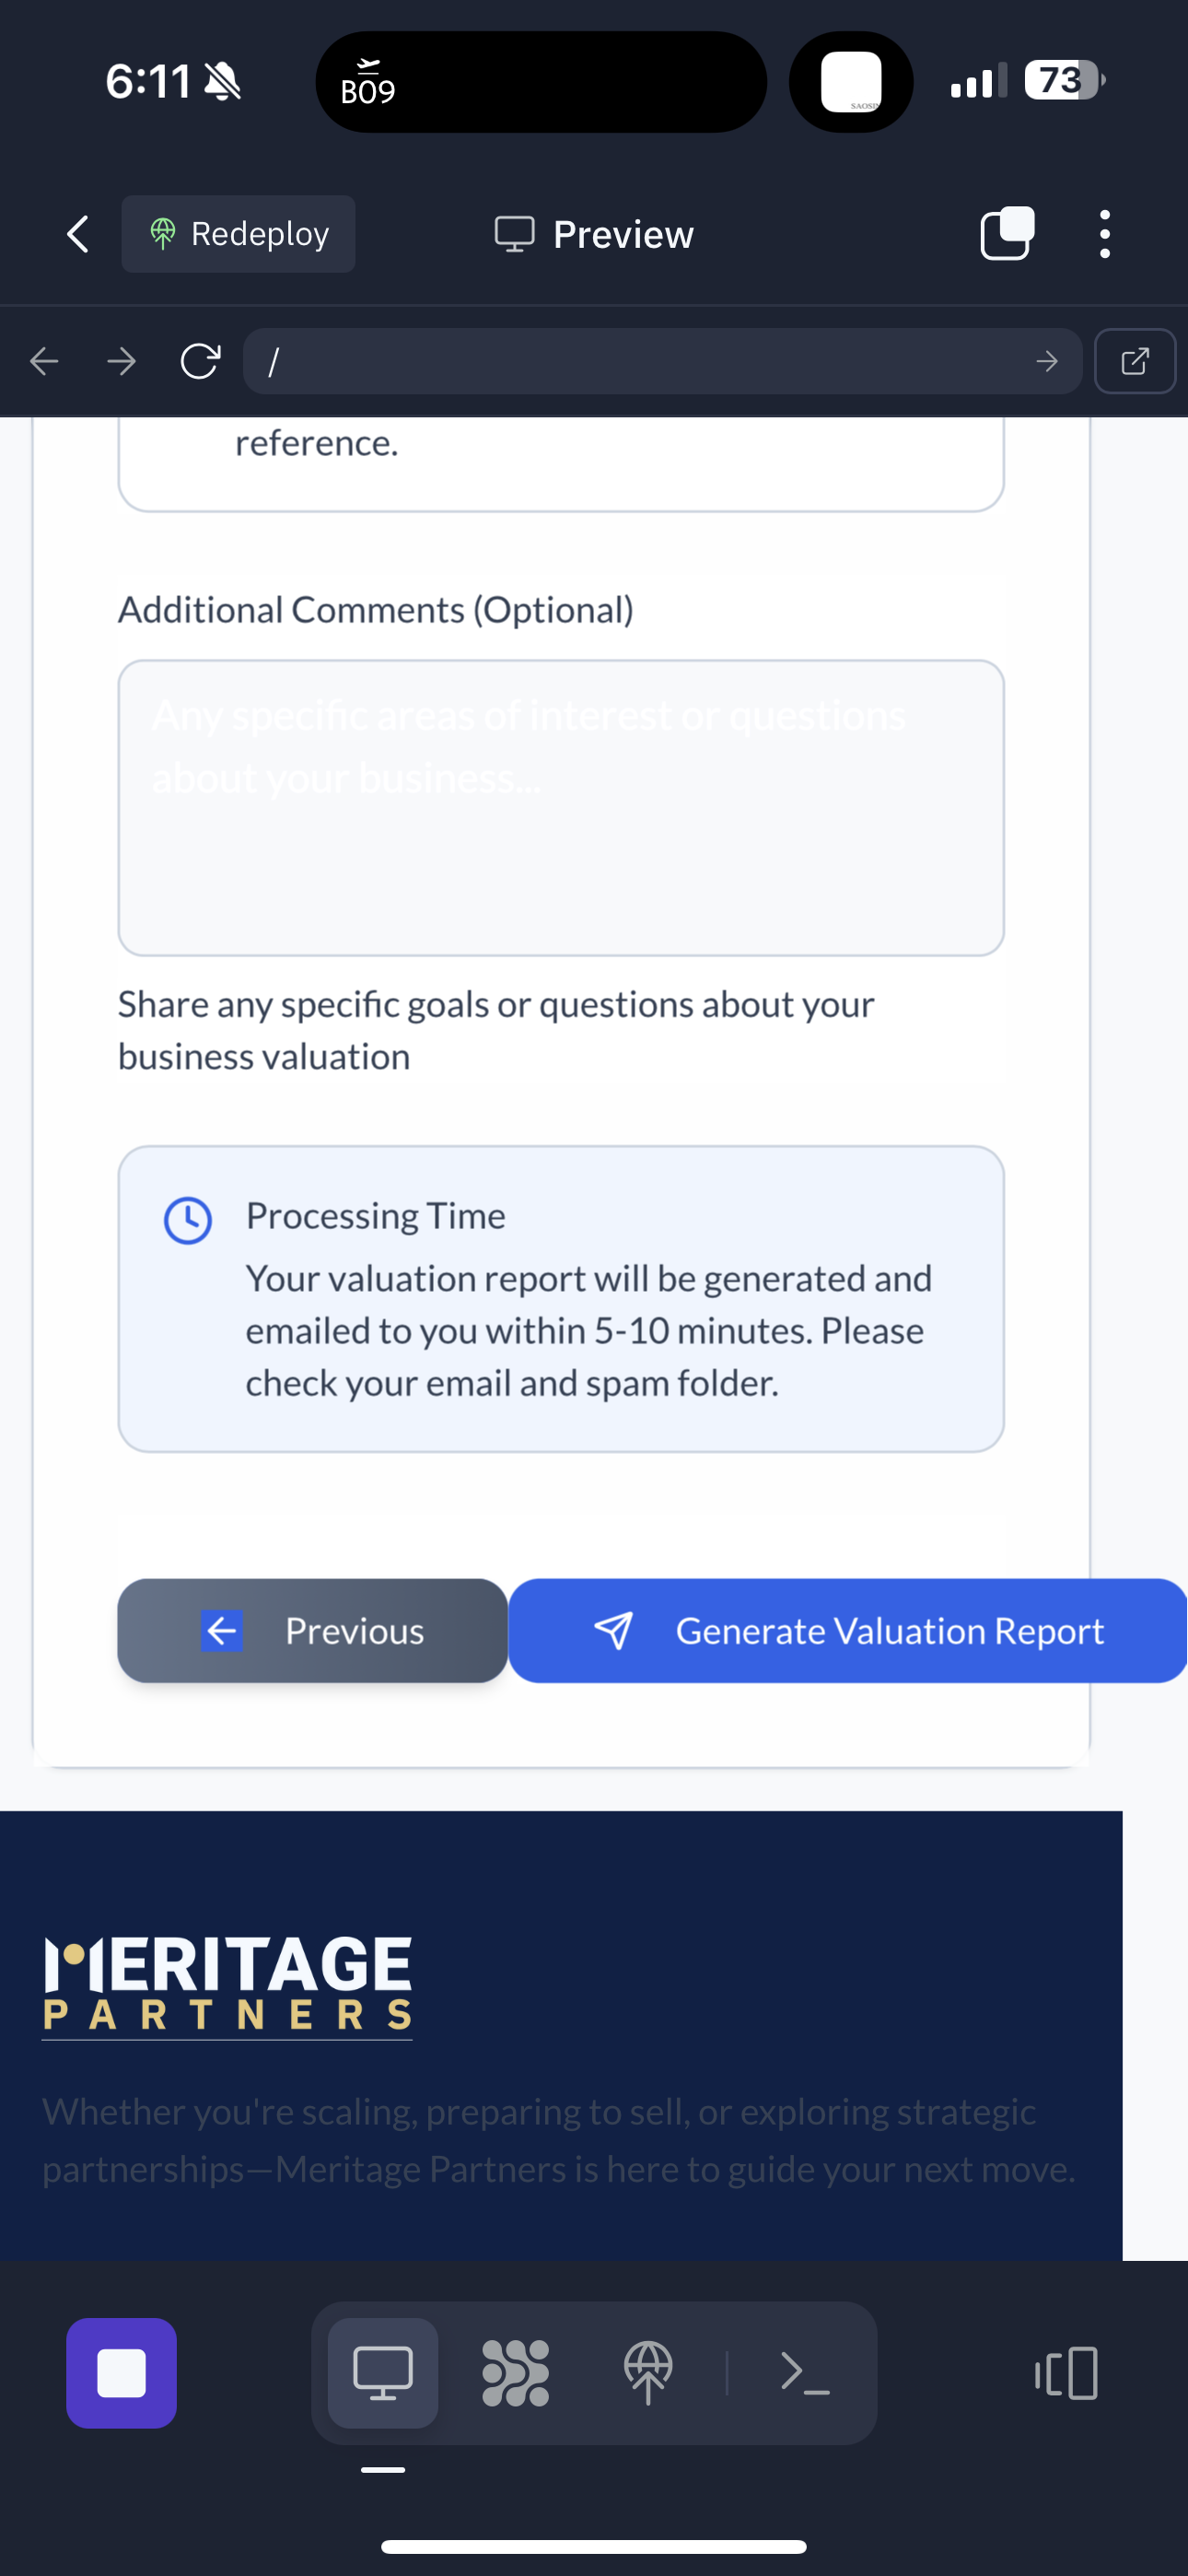 6:11
B09
SAOSIN
73
Redeploy
Preview
/
reference.
Additional Comments (Optional)
Any specific areas of interest or questions
about your business...
Share any specific goals or questions about your
business valuation
Processing Time
Your valuation report will be generated and
emailed to you within 5-10 minutes. Please
check your email and spam folder.
Previous
Generate Valuation Report
MERITAGE
PARTNERS
Whether you're scaling, preparing to sell, or exploring strategic
partnerships—Meritage Partners is here to guide your next move.